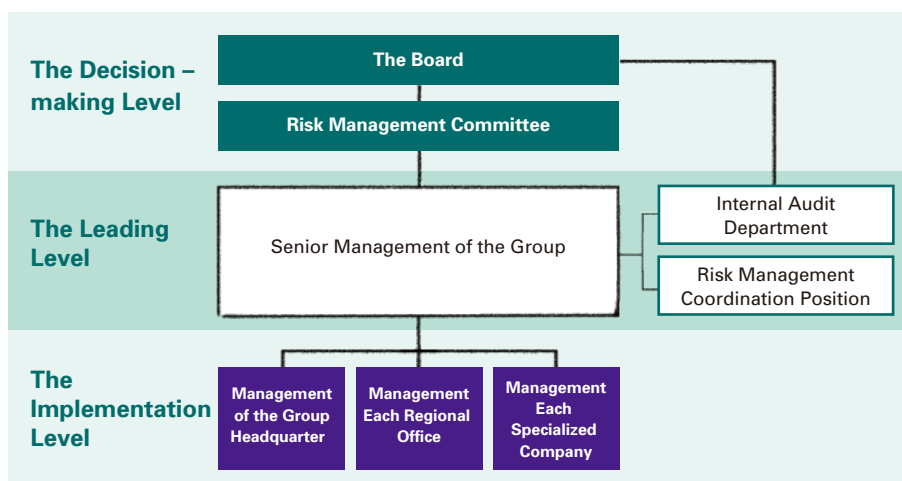 The Decision –
making Level
The Board
Risk Management Committee
The Leading
Level
Senior Management of the Group
Internal Audit
Department
Risk Management
Coordination Position
The
Implementation
Level
Management
of the Group
Headquarter
Management
Each Regional
Office
Management
Each
Specialized
Company